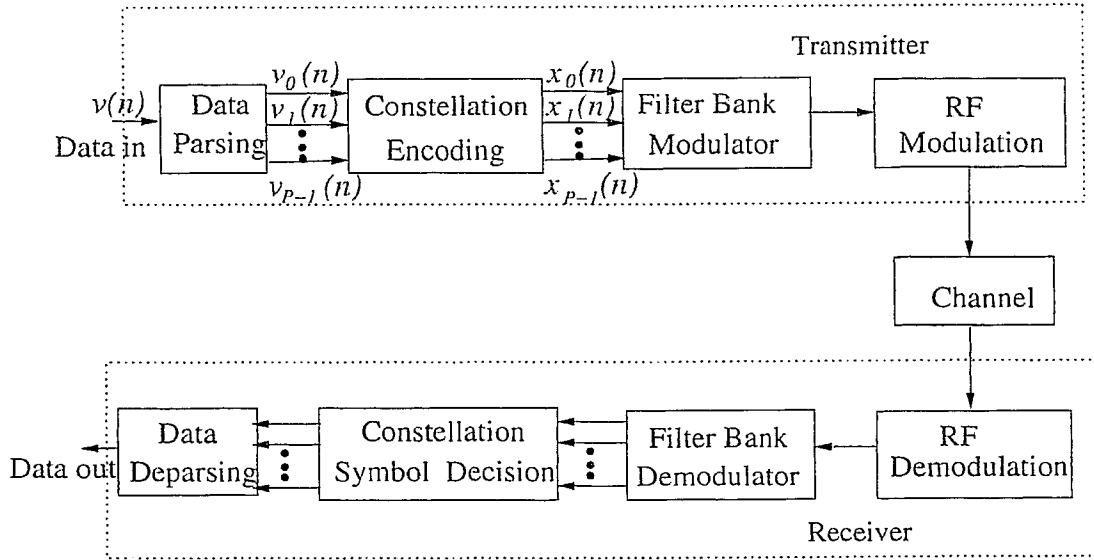 Transmitter
v(n)
Data in
Data
Parsing
v_0(n)
v_1(n)
v_{P-1}(n)
Constellation
Encoding
x_0(n)
x_1(n)
x_{P-1}(n)
Filter Bank
Modulator
RF
Modulation
Channel
RF
Demodulation
Filter Bank
Demodulator
Constellation
Symbol Decision
Data
Deparsing
Data out
Receiver